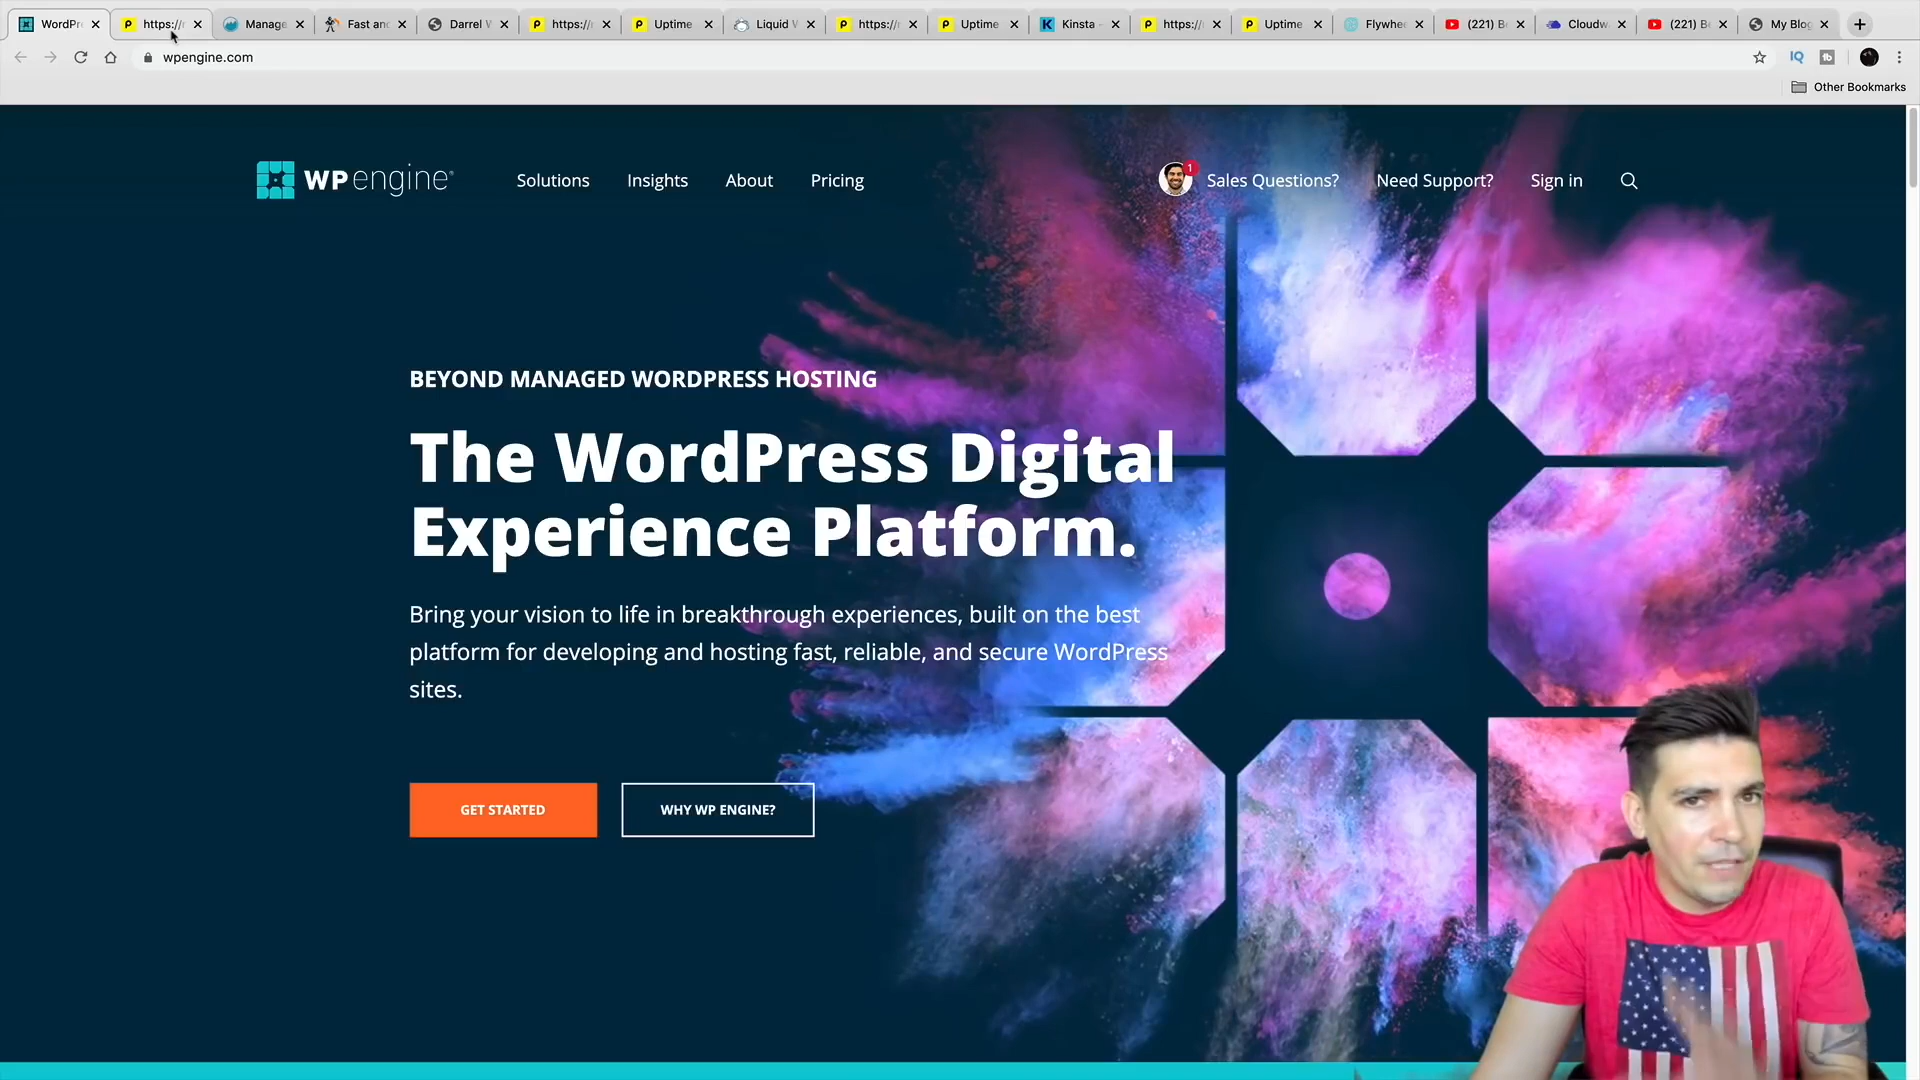 WordPr
https://r
Manage
Fast and
Darrel W
https://r
Uptime
Liquid W
https://r
Uptime
Kinsta -
https://r
Uptime
Flywhee
(221) Be
Cloudw
(221) Be
My Blog
wpengine.com
IQ
tb
Other Bookmarks
WP engine
Solutions
Insights
About
Pricing
1
Sales Questions?
Need Support?
Sign in
BEYOND MANAGED WORDPRESS HOSTING
The WordPress Digital
Experience Platform.
Bring your vision to life in breakthrough experiences, built on the best
platform for developing and hosting fast, reliable, and secure WordPress
sites.
GET STARTED
WHY WP ENGINE?